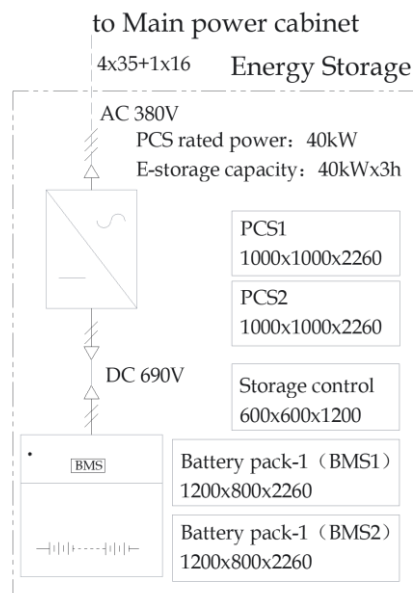 to Main power cabinet
4x35+1x16
Energy Storage
AC 380V
PCS rated power：40kW
E-storage capacity：40kWx3h
PCS1
1000x1000x2260
PCS2
1000x1000x2260
DC 690V
Storage control
600x600x1200
BMS
Battery pack-1（BMS1）
1200x800x2260
Battery pack-1（BMS2）
1200x800x2260